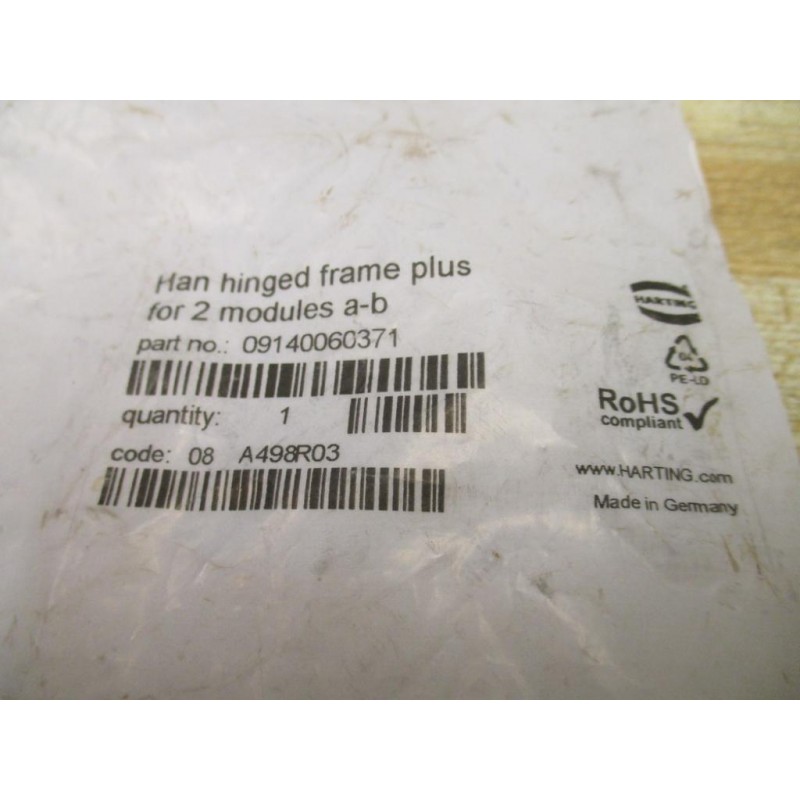 Han hinged frame plus
for 2 modules a-b
part no.: 09140060371
quantity: 1
code: 08 A498R03
HARTING
04
PE-LD
RoHS
compliant
www.HARTING.com
Made in Germany